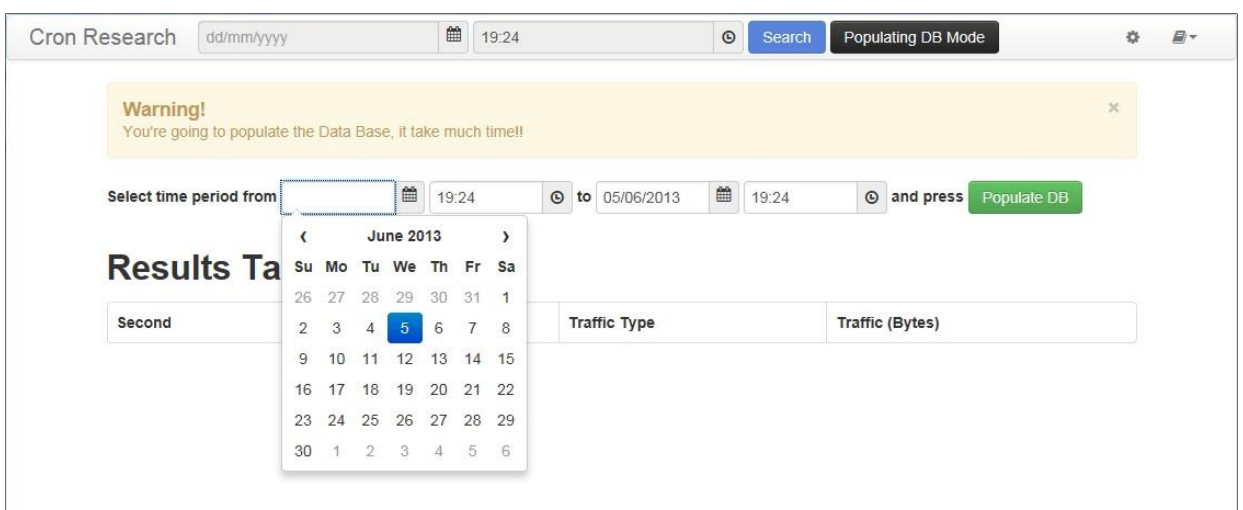 Cron Research dd/mm/yyyy 19:24 Search Populating DB Mode
Warning! ×
You're going to populate the Data Base, it take much time!!
Select time period from 19:24 to 05/06/2013 19:24 and press Populate DB
‹ June 2013 ›
Results Ta
Su Mo Tu We Th Fr Sa
26 27 28 29 30 31 1
Second Traffic Type Traffic (Bytes)
2 3 4 5 6 7 8
9 10 11 12 13 14 15
16 17 18 19 20 21 22
23 24 25 26 27 28 29
30 1 2 3 4 5 6